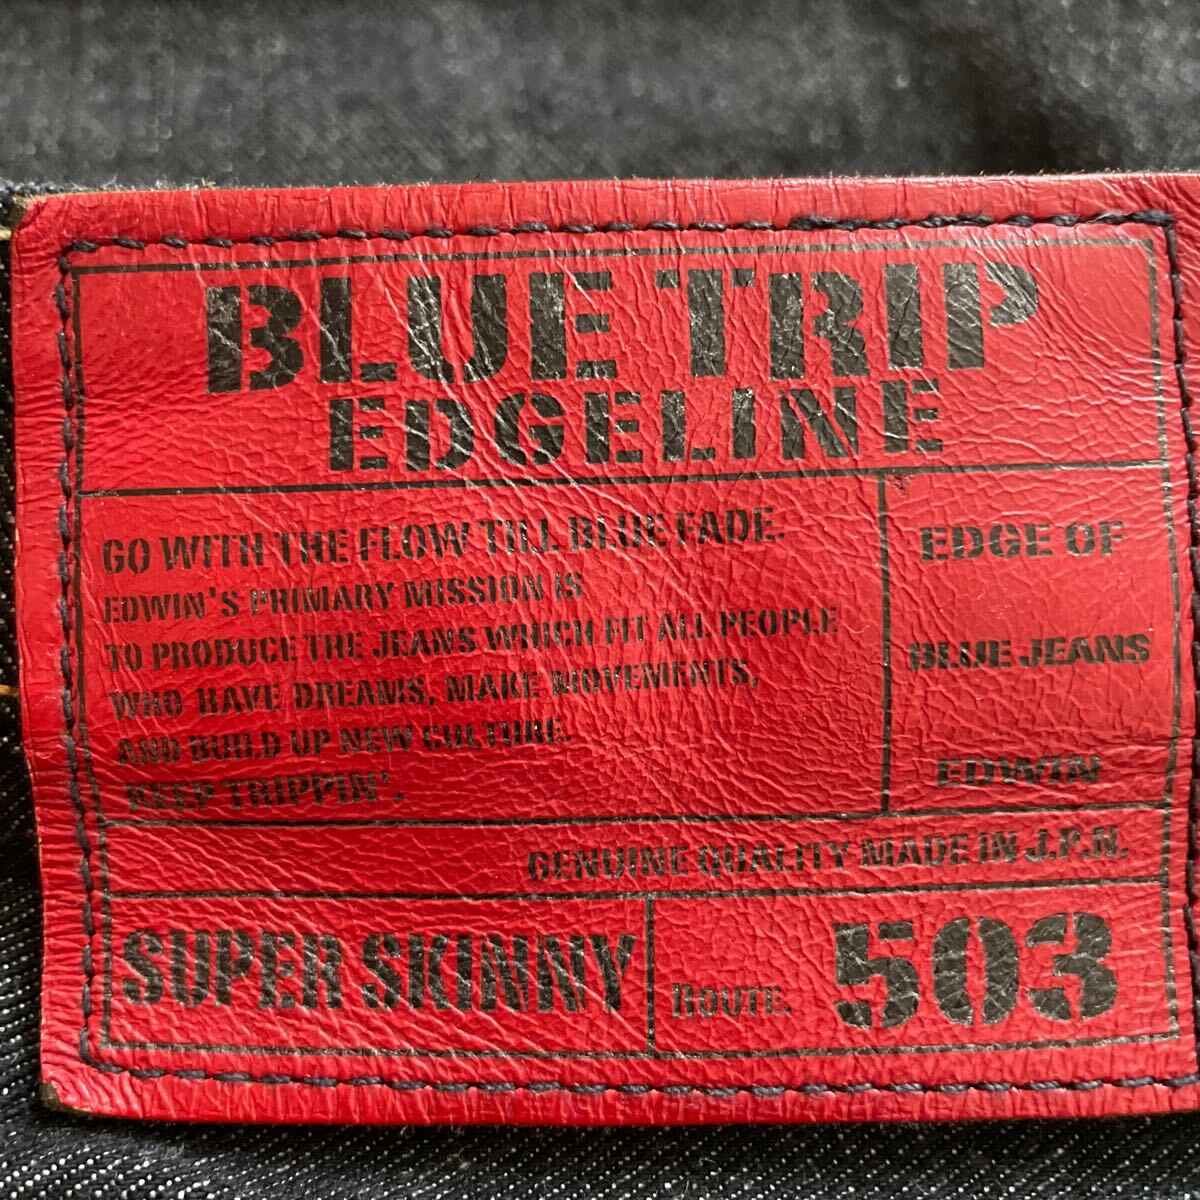 BLUE TRIP
EDGELINE
GO WITH THE FLOW TILL BLUE FADE.
EDWIN'S PRIMARY MISSION IS
TO PRODUCE THE JEANS WHICH FIT ALL PEOPLE
WHO HAVE DREAMS, MAKE MOVEMENTS,
AND BUILD UP NEW CULTURE.
KEEP TRIPPIN'.
EDGE OF
BLUE JEANS
EDWIN
GENUINE QUALITY MADE IN J.P.N.
SUPER SKINNY
ROUTE. 503